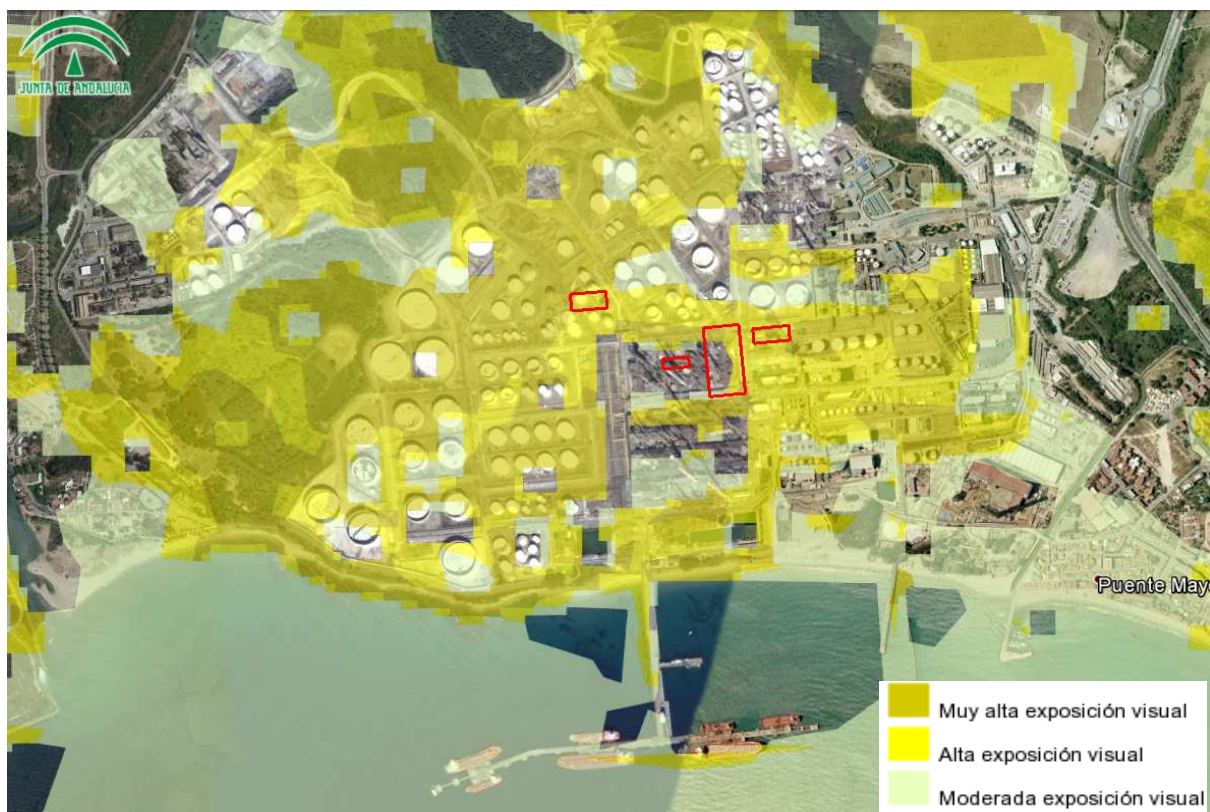 JUNTA DE ANDALUCIA
Puente Mayo
Muy alta exposición visual
Alta exposición visual
Moderada exposición visual